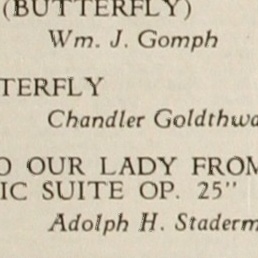 (BUTTERFLY)
Wm. J. Gomph
TERFLY
Chandler Goldthwa
O OUR LADY FROM
IC SUITE OP. 25"
Adolph H. Staderm